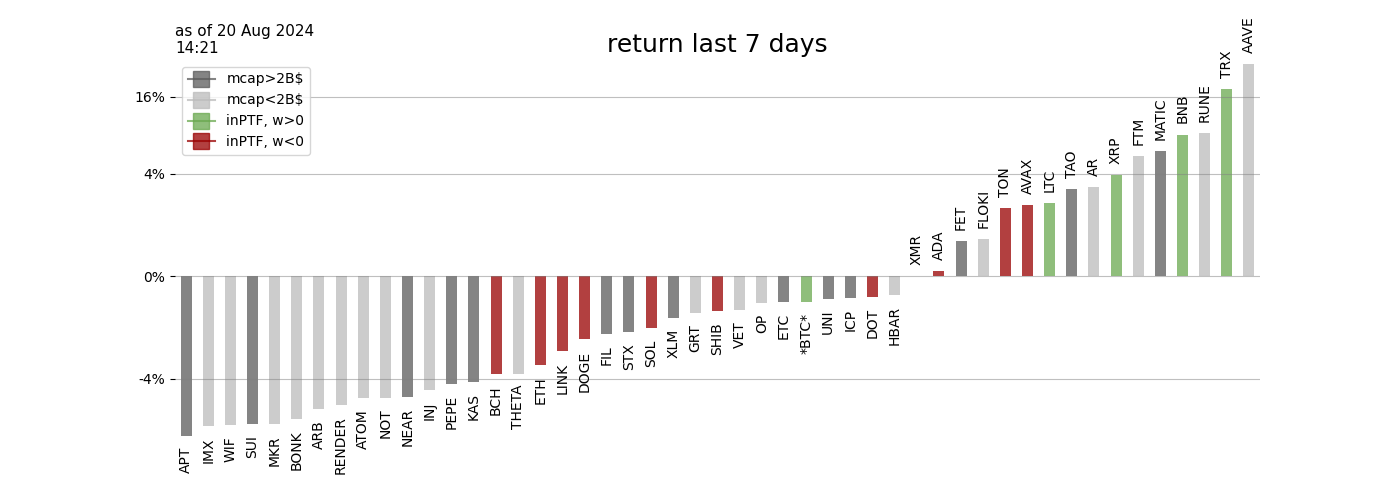 as of 20 Aug 2024
14:21
return last 7 days
mcap>2B$
mcap<2B$
inPTF, w>0
inPTF, w<0
16%
4%
0%
-4%
APT
IMX
WIF
SUI
MKR
BONK
ARB
RENDER
ATOM
NOT
NEAR
INJ
PEPE
KAS
BCH
THETA
ETH
LINK
DOGE
FIL
STX
SOL
XLM
GRT
SHIB
VET
OP
ETC
*BTC*
UNI
ICP
DOT
HBAR
XMR
ADA
FET
FLOKI
TON
AVAX
LTC
TAO
AR
XRP
FTM
MATIC
BNB
RUNE
TRX
AAVE